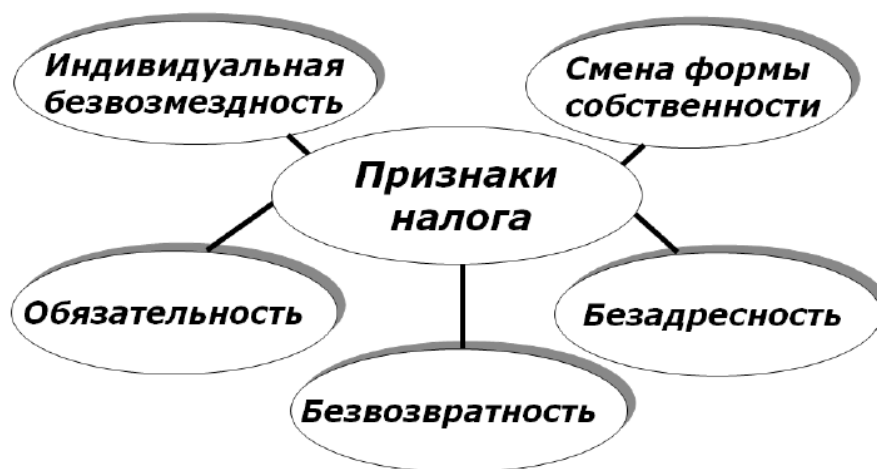 Индивидуальная
безвозмездность
Смена формы
собственности
Признаки
налога
Обязательность
Безадресность
Безвозвратность